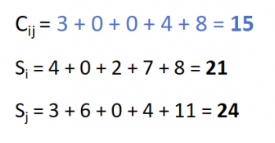 Cij = 3 + 0 + 0 + 4 + 8 = 15
Si = 4 + 0 + 2 + 7 + 8 = 21
Sj = 3 + 6 + 0 + 4 + 11 = 24